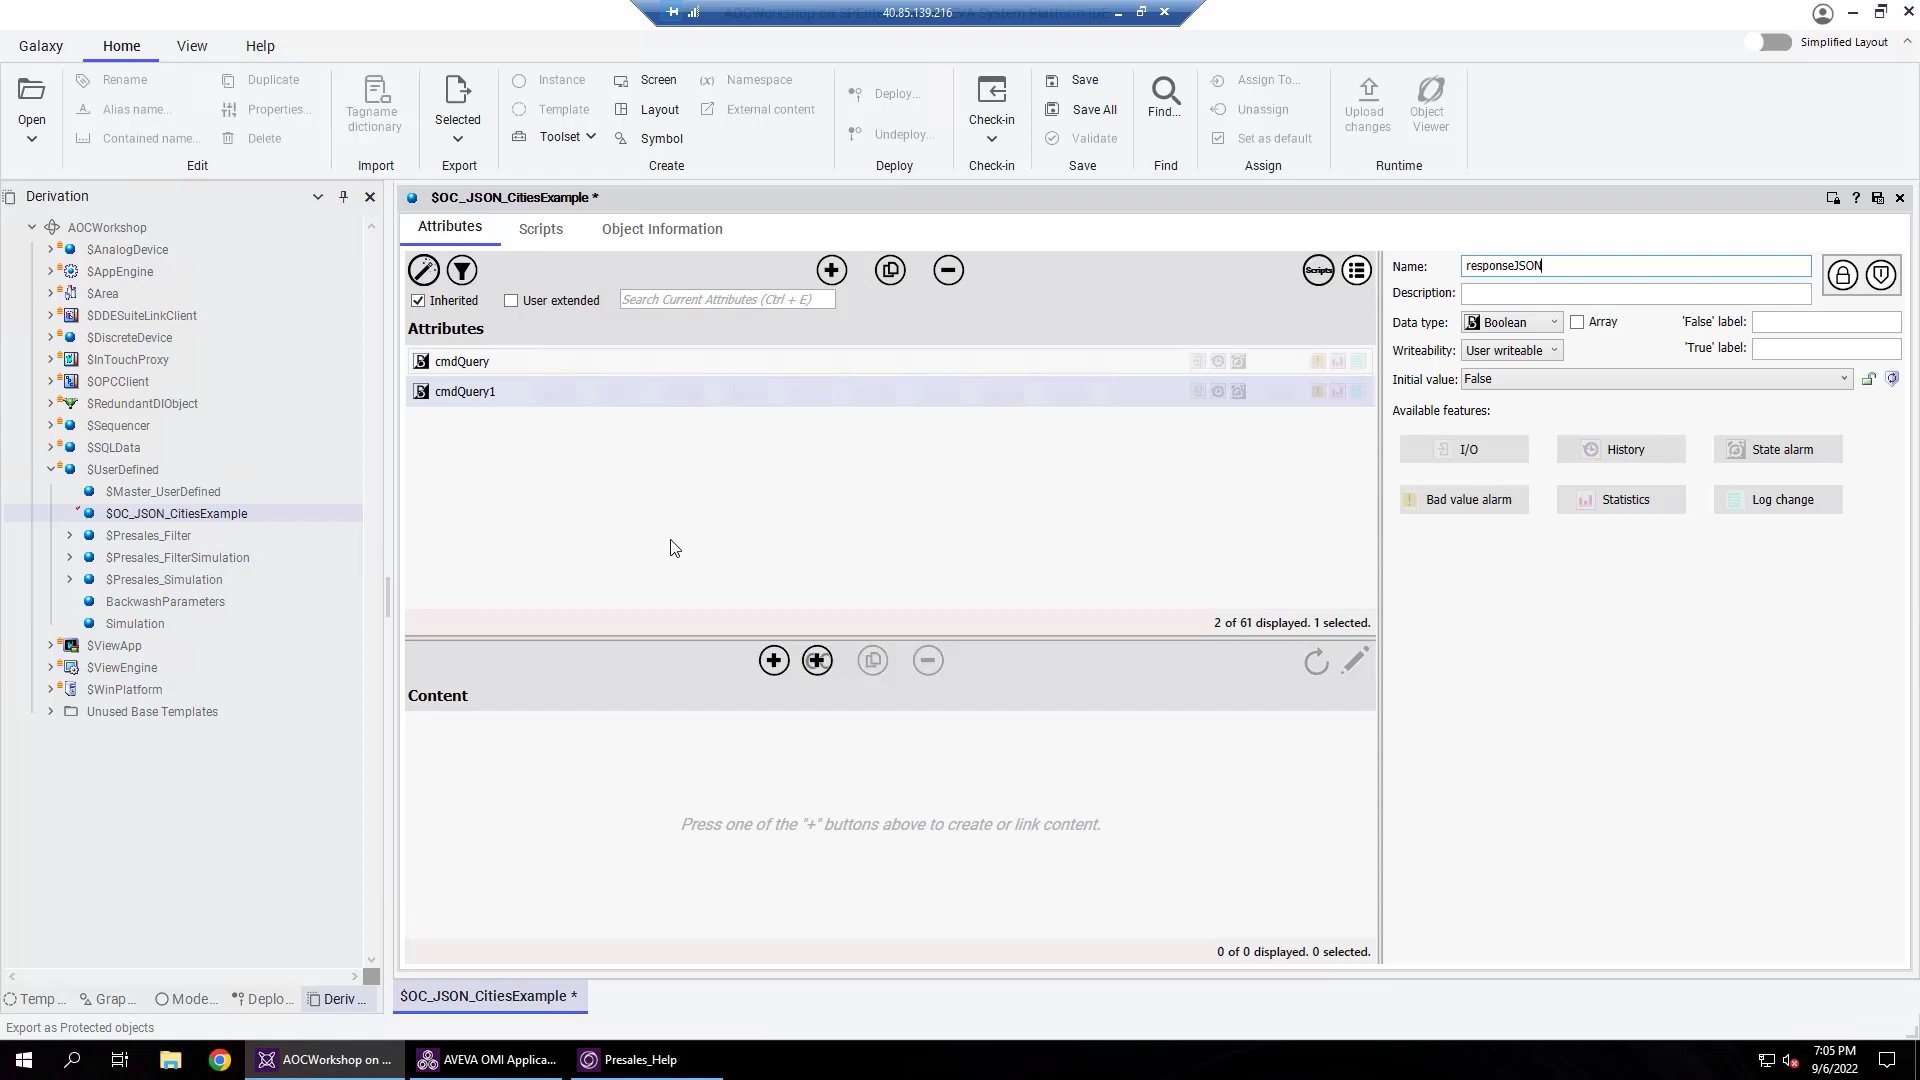 40.85.139.216
AOCWorkshop on SPEnte
EVA System Platform IDE
Galaxy
Home
View
Help
Simplified Layout
Open
Rename
Alias name...
Contained name...
Duplicate
Properties...
Delete
Edit
Tagname
dictionary
Import
Selected
Export
Instance
Template
Toolset
Screen
Layout
Symbol
Namespace
External content
Create
Deploy...
Undeploy...
Deploy
Check-in
Check-in
Save
Save All
Validate
Save
Find...
Find
Assign To...
Unassign
Set as default
Assign
Upload
changes
Object
Viewer
Runtime
Derivation
AOCWorkshop
$AnalogDevice
$AppEngine
$Area
$DDESuiteLinkClient
$DiscreteDevice
$InTouchProxy
$OPCClient
$RedundantDIObject
$Sequencer
$SQLData
$UserDefined
$Master_UserDefined
$OC_JSON_CitiesExample
$Presales_Filter
$Presales_FilterSimulation
$Presales_Simulation
BackwashParameters
Simulation
$ViewApp
$ViewEngine
$WinPlatform
Unused Base Templates
Temp...
Grap...
Mode...
Deplo...
Deriv...
Export as Protected objects
$OC_JSON_CitiesExample *
Attributes
Scripts
Object Information
Scripts
Inherited
User extended
Search Current Attributes (Ctrl + E)
Attributes
cmdQuery
cmdQuery1
2 of 61 displayed. 1 selected.
Content
Press one of the "+" buttons above to create or link content.
0 of 0 displayed. 0 selected.
$OC_JSON_CitiesExample *
Name:
responseJSON
Description:
Data type:
Boolean
Array
'False' label:
Writeability:
User writeable
'True' label:
Initial value:
False
Available features:
I/O
History
State alarm
Bad value alarm
Statistics
Log change
AOCWorkshop on ...
AVEVA OMI Applica...
Presales_Help
7:05 PM
9/6/2022